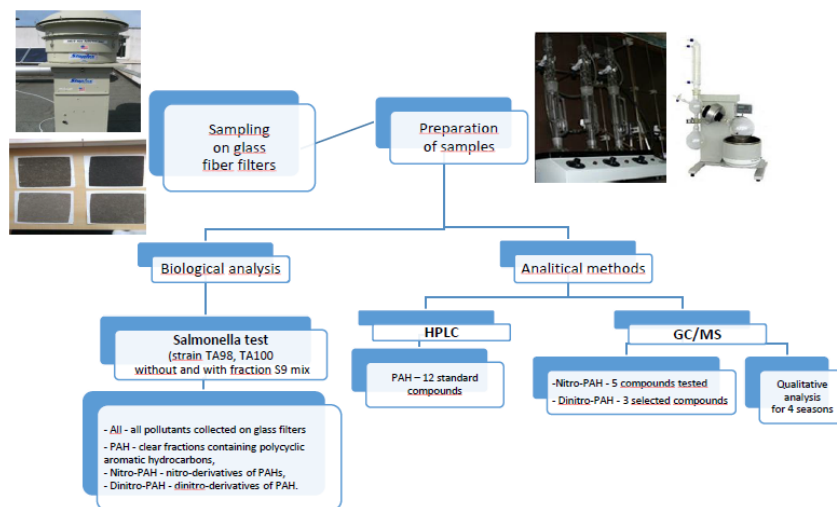 Sampling
on glass
fiber filters
Preparation
of samples
Biological analysis
Analitical methods
Salmonella test
(strain TA98, TA100
without and with fraction S9 mix
HPLC
GC/MS
PAH – 12 standard
compounds
-Nitro-PAH - 5 compounds tested
- Dinitro-PAH - 3 selected compounds
Qualitative
analysis
for 4 seasons
- All - all pollutants collected on glass filters
- PAH - clear fractions containing polycyclic
aromatic hydrocarbons,
- Nitro-PAH - nitro-derivatives of PAHs,
- Dinitro-PAH - dinitro-derivatives of PAH.